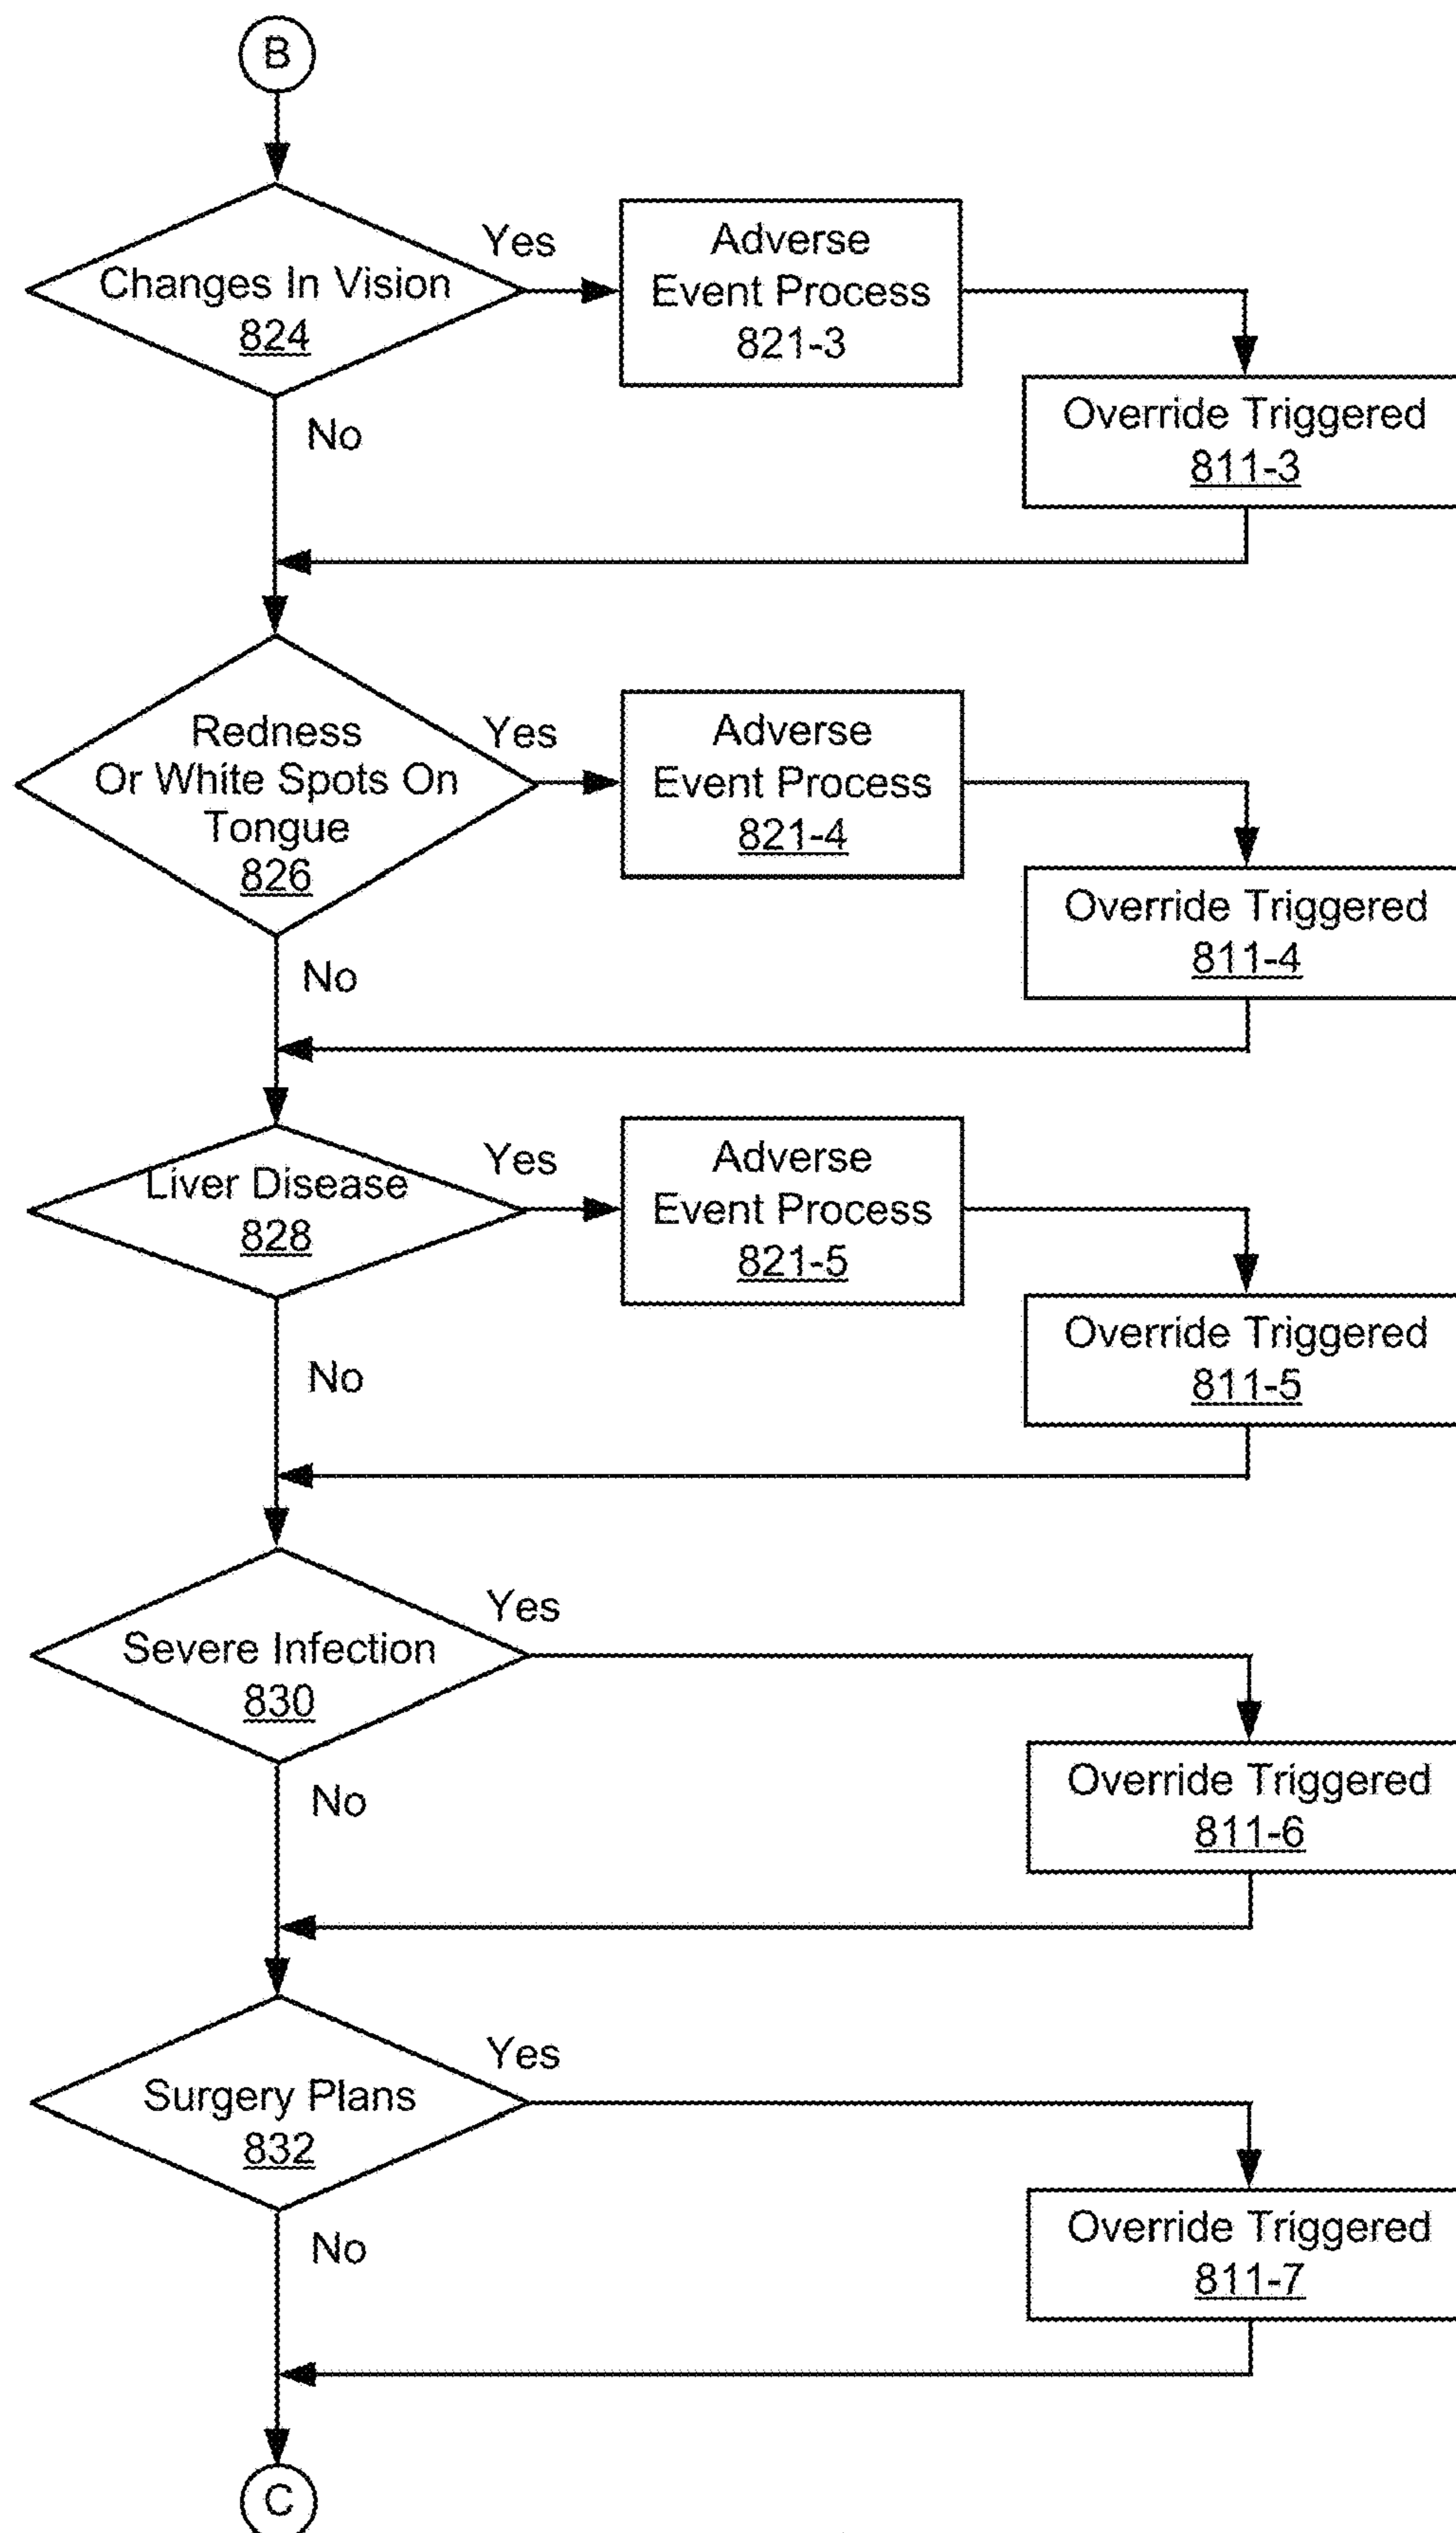 B
Changes In Vision
824
Yes
Adverse
Event Process
821-3
Override Triggered
811-3
No
Redness
Or White Spots On
Tongue
826
Yes
Adverse
Event Process
821-4
Override Triggered
811-4
No
Liver Disease
828
Yes
Adverse
Event Process
821-5
Override Triggered
811-5
No
Severe Infection
830
Yes
Override Triggered
811-6
No
Surgery Plans
832
Yes
Override Triggered
811-7
No
C